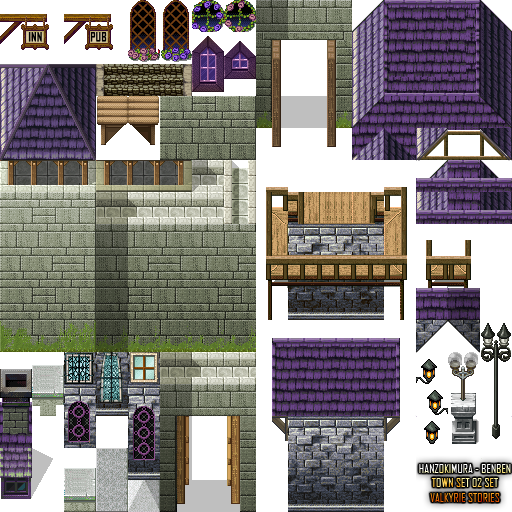 INN
PUB
HANZOKIMURA - BENBEN
TOWN SET 02 SET
VALKYRIE STORIES